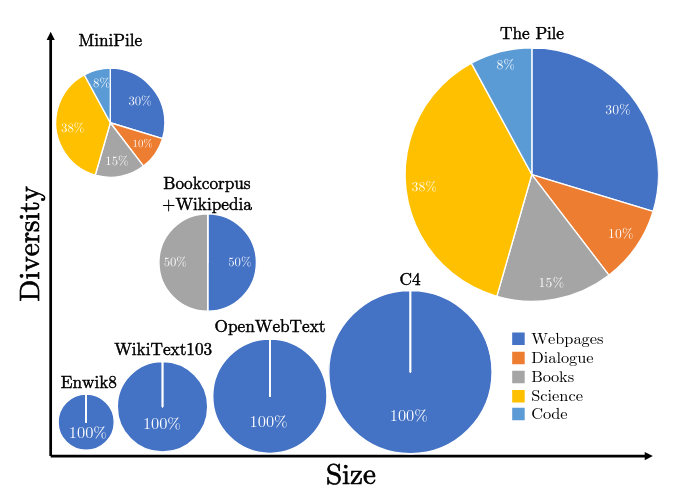 The Pile
MiniPile
8%
30%
10%
15%
38%
8%
30%
10%
15%
38%
Bookcorpus
+Wikipedia
50%
50%
Diversity
C4
100%
OpenWebText
100%
WikiText103
100%
Enwik8
100%
Webpages
Dialogue
Books
Science
Code
Size